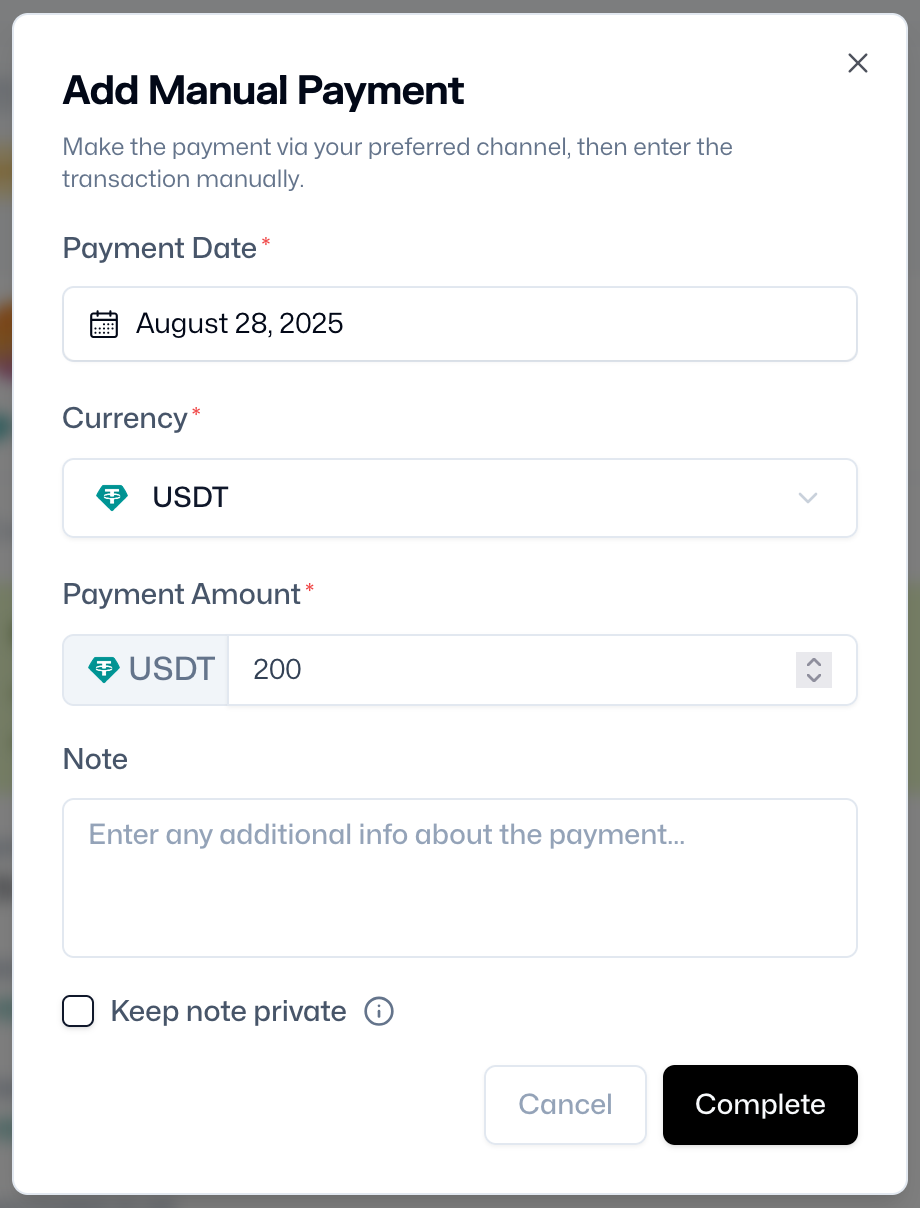 Add Manual Payment
Make the payment via your preferred channel, then enter the
transaction manually.
Payment Date*
August 28, 2025
Currency*
USDT
Payment Amount*
USDT 200
Note
Enter any additional info about the payment...
Keep note private
Cancel Complete